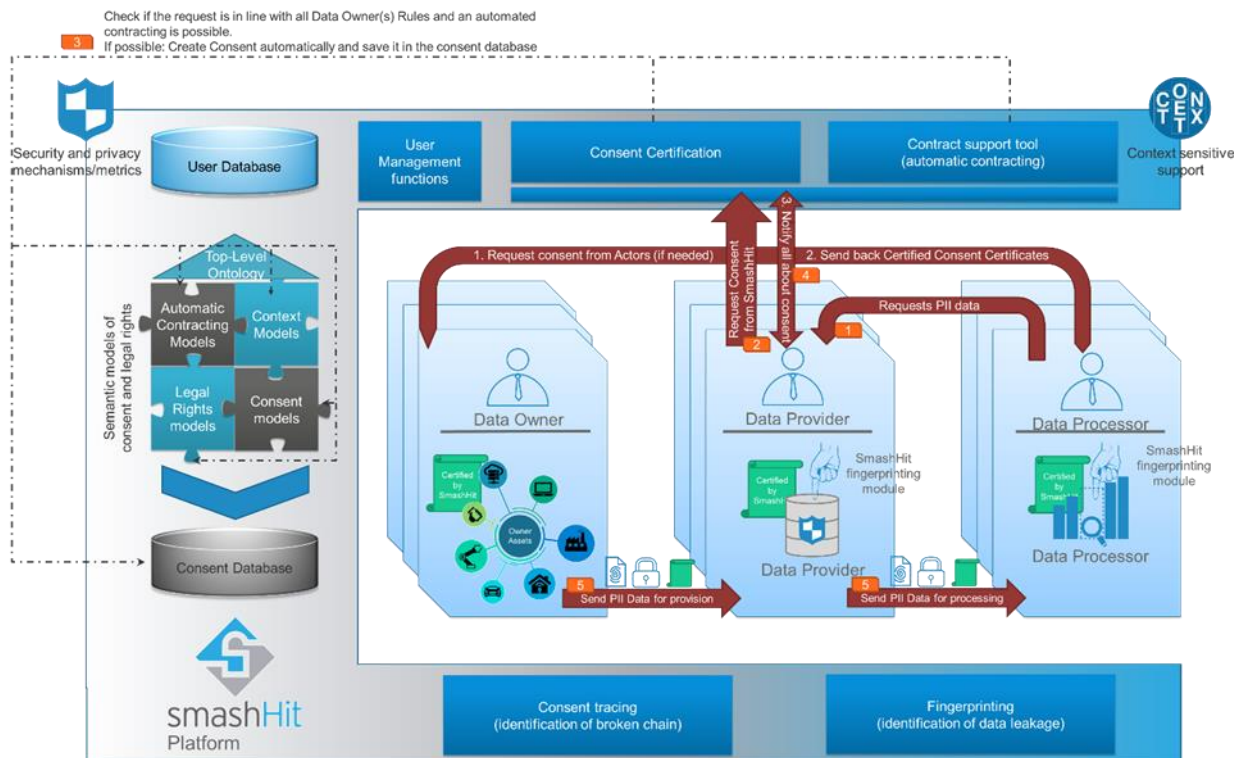 Check if the request is in line with all Data Owner(s) Rules and an automated
contracting is possible.
3
If possible: Create Consent automatically and save it in the consent database
Security and privacy
mechanisms/metrics
User Database
User
Management
functions
Consent Certification
Contract support tool
(automatic contracting)
CONTEXT
Context sensitive
support
Top-Level
Ontology
Automatic
Contracting
Models
Context
Models
Legal
Rights
models
Consent
models
Semantic models of
consent and legal rights
Consent Database
smashHit
Platform
1. Request consent from Actors (if needed)
Request Consent
from SmashHit
2
3. Notify all about consent
4
2. Send back Certified Consent Certificates
Requests PII data
1
Data Owner
Certified
by
SmashHit
Owner
Assets
Data Provider
SmashHit
fingerprinting
module
Certified
by
Data Provider
Data Processor
SmashHit
fingerprinting
module
Certified
by
Data Processor
5
Send PII Data for provision
5
Send PII Data for processing
Consent tracing
(identification of broken chain)
Fingerprinting
(identification of data leakage)